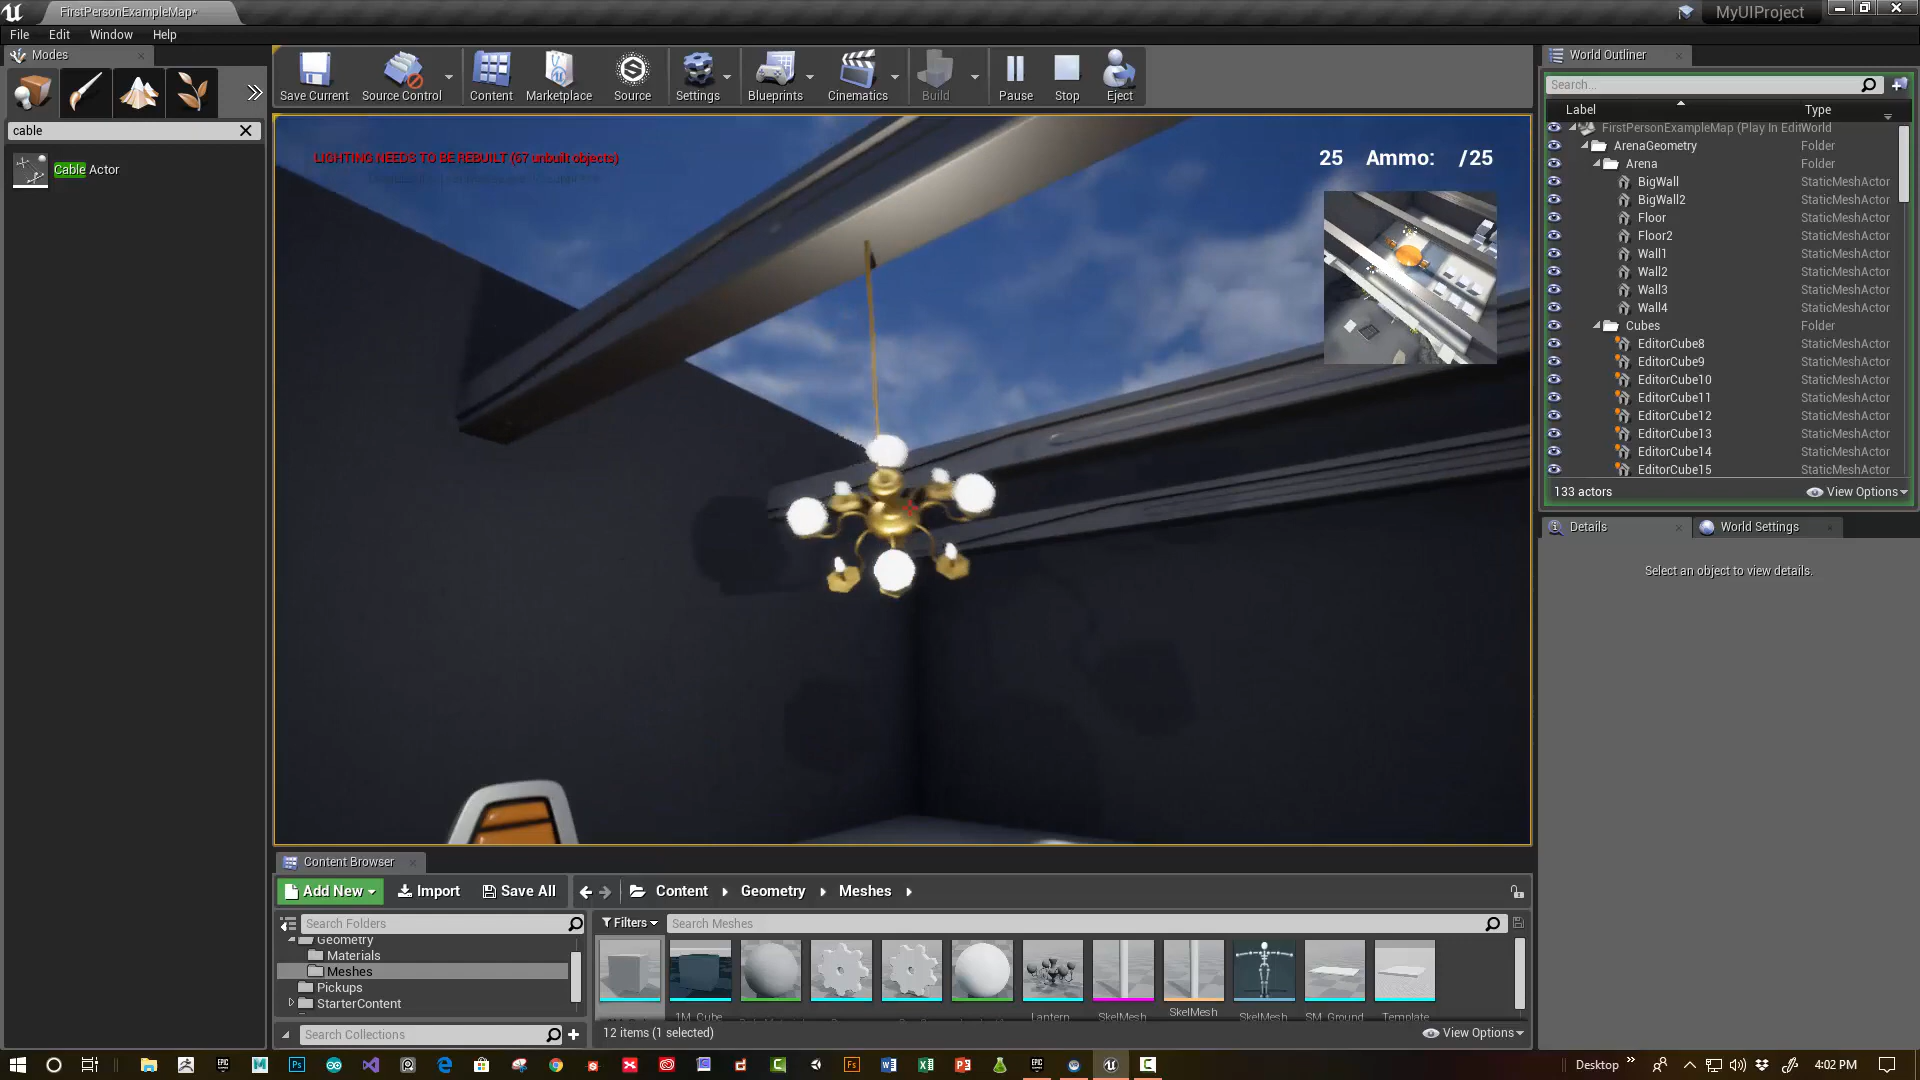 FirstPersonExampleMap*
MyUIProject
File Edit Window Help
Modes
Save Current
Source Control
Content
Marketplace
Source
Settings
Blueprints
Cinematics
Build
Pause
Stop
Eject
cable
Cable Actor
LIGHTING NEEDS TO BE REBUILT (67 unbuilt objects)
25 Ammo: /25
World Outliner
Search...
Label Type
FirstPersonExampleMap (Play In Edit World
ArenaGeometry Folder
Arena Folder
BigWall StaticMeshActor
BigWall2 StaticMeshActor
Floor StaticMeshActor
Floor2 StaticMeshActor
Wall1 StaticMeshActor
Wall2 StaticMeshActor
Wall3 StaticMeshActor
Wall4 StaticMeshActor
Cubes Folder
EditorCube8 StaticMeshActor
EditorCube9 StaticMeshActor
EditorCube10 StaticMeshActor
EditorCube11 StaticMeshActor
EditorCube12 StaticMeshActor
EditorCube13 StaticMeshActor
EditorCube14 StaticMeshActor
EditorCube15 StaticMeshActor
133 actors View Options
Details World Settings
Select an object to view details.
Content Browser
Add New Import Save All Content Geometry Meshes
Search Folders
Filters Search Meshes
Geometry
Materials
Meshes
Pickups
StarterContent
1M_Cube
Lantern
SkelMesh
SkelMesh
SkelMesh
SM_Ground
Template
Search Collections
12 items (1 selected) View Options
Desktop 4:02 PM